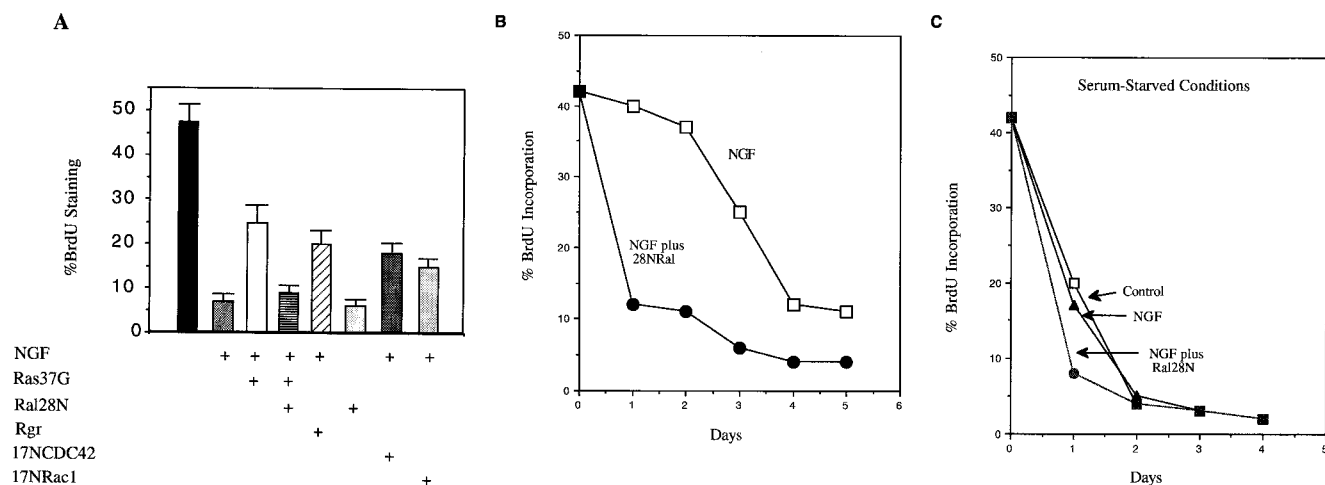 A
%BrdU Staining
50
40
30
20
10
0
NGF + + + + + +
Ras37G + +
Ral28N + +
Rgr +
17NCDC42 +
17NRac1 +
B
% BrdU Incorporation
50
40
30
20
10
0
NGF
NGF plus
28NRal
0 1 2 3 4 5 6
Days
C
Serum-Starved Conditions
% BrdU Incorporation
50
40
30
20
10
0
Control
NGF
NGF plus
Ral28N
0 1 2 3 4 5
Days